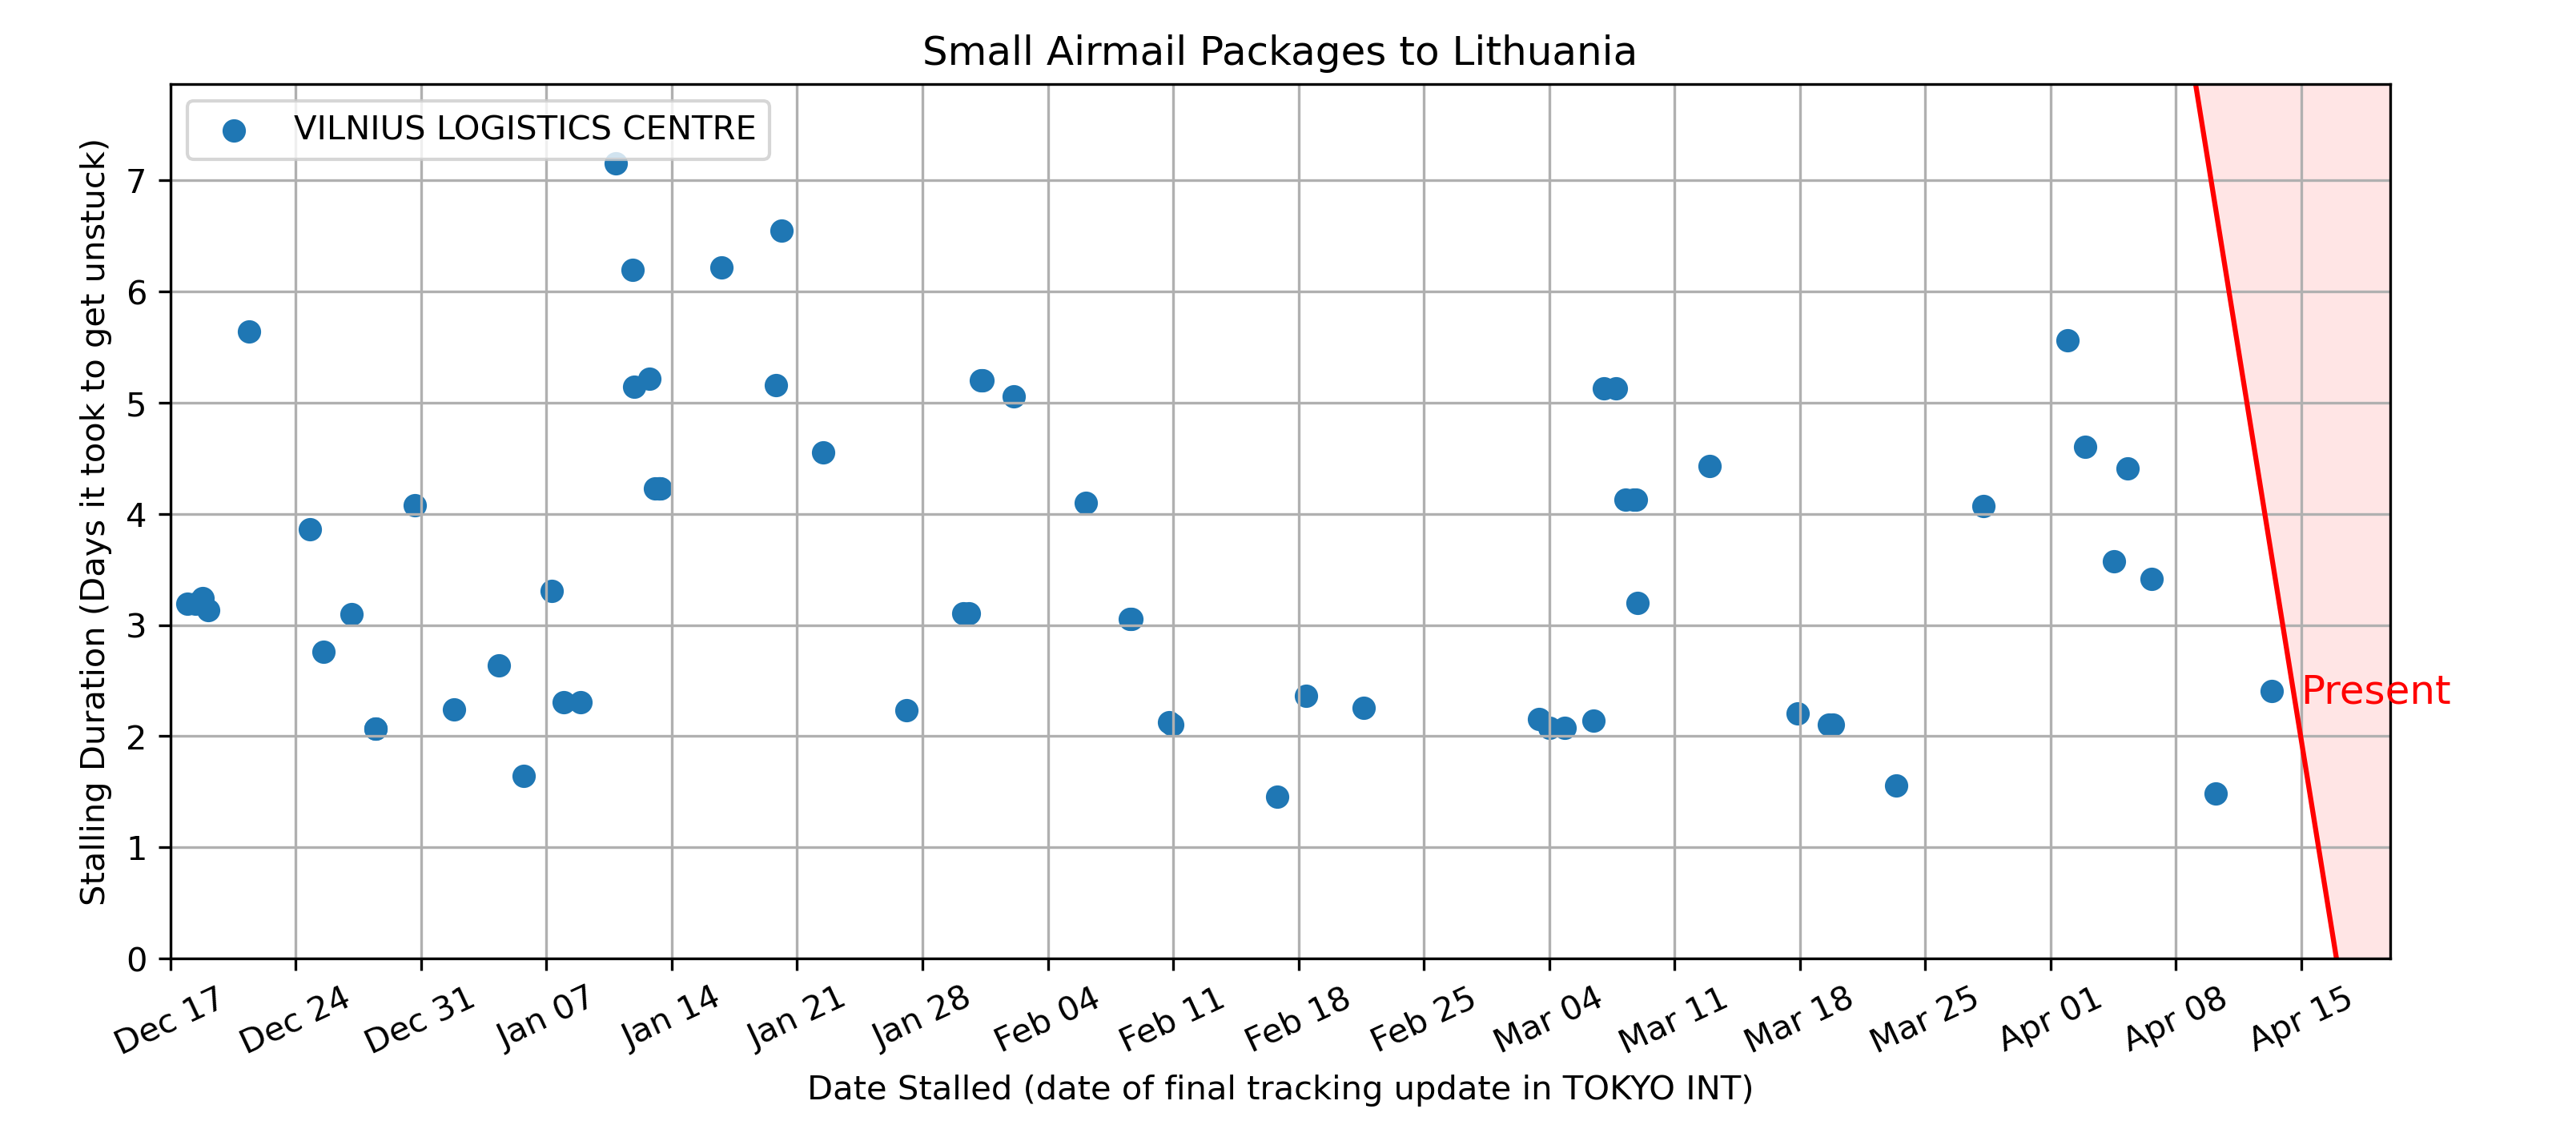 Small Airmail Packages to Lithuania
VILNIUS LOGISTICS CENTRE
Stalling Duration (Days it took to get unstuck)
7
6
5
4
3
2
1
0
Present
Dec 17
Dec 24
Dec 31
Jan 07
Jan 14
Jan 21
Jan 28
Feb 04
Feb 11
Feb 18
Feb 25
Mar 04
Mar 11
Mar 18
Mar 25
Apr 01
Apr 08
Apr 15
Date Stalled (date of final tracking update in TOKYO INT)